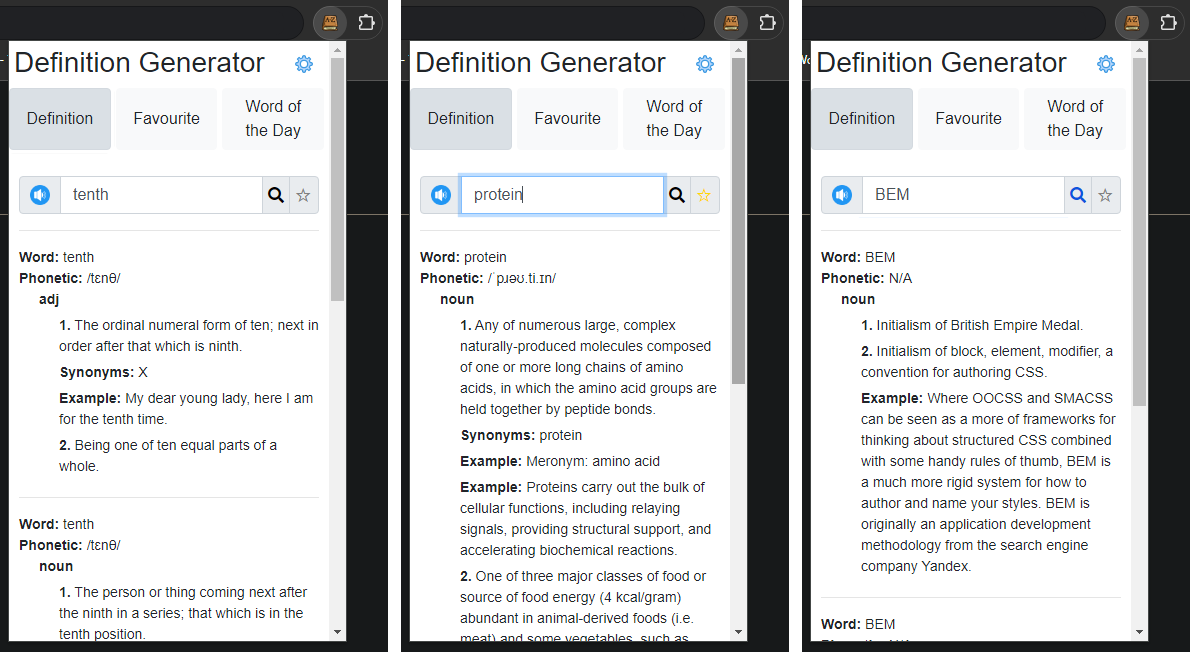 A-Z
Definition Generator
Definition
Favourite
Word of
the Day
tenth
Word: tenth
Phonetic: /tɛnθ/
adj
1. The ordinal numeral form of ten; next in
order after that which is ninth.
Synonyms: X
Example: My dear young lady, here I am
for the tenth time.
2. Being one of ten equal parts of a
whole.
Word: tenth
Phonetic: /tɛnθ/
noun
1. The person or thing coming next after
the ninth in a series; that which is in the
tenth position.
A-Z
Definition Generator
Definition
Favourite
Word of
the Day
protein
Word: protein
Phonetic: /ˈpɹəʊ.ti.ɪn/
noun
1. Any of numerous large, complex
naturally-produced molecules composed
of one or more long chains of amino
acids, in which the amino acid groups are
held together by peptide bonds.
Synonyms: protein
Example: Meronym: amino acid
Example: Proteins carry out the bulk of
cellular functions, including relaying
signals, providing structural support, and
accelerating biochemical reactions.
2. One of three major classes of food or
source of food energy (4 kcal/gram)
abundant in animal-derived foods (i.e.
meat) and some vegetables, such as
A-Z
Definition Generator
Definition
Favourite
Word of
the Day
BEM
Word: BEM
Phonetic: N/A
noun
1. Initialism of British Empire Medal.
2. Initialism of block, element, modifier, a
convention for authoring CSS.
Example: Where OOCSS and SMACSS
can be seen as a more of frameworks for
thinking about structured CSS combined
with some handy rules of thumb, BEM is
a much more rigid system for how to
author and name your styles. BEM is
originally an application development
methodology from the search engine
company Yandex.
Word: BEM